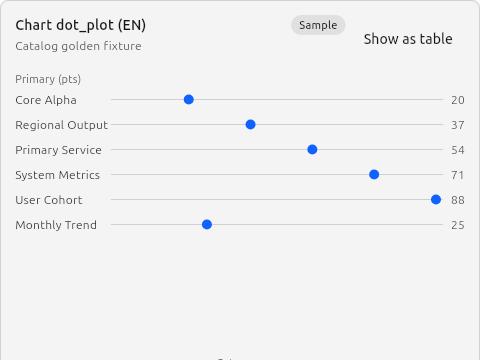 Chart dot_plot (EN)
Sample
Show as table
Catalog golden fixture
Primary (pts)
Core Alpha 20
Regional Output 37
Primary Service 54
System Metrics 71
User Cohort 88
Monthly Trend 25